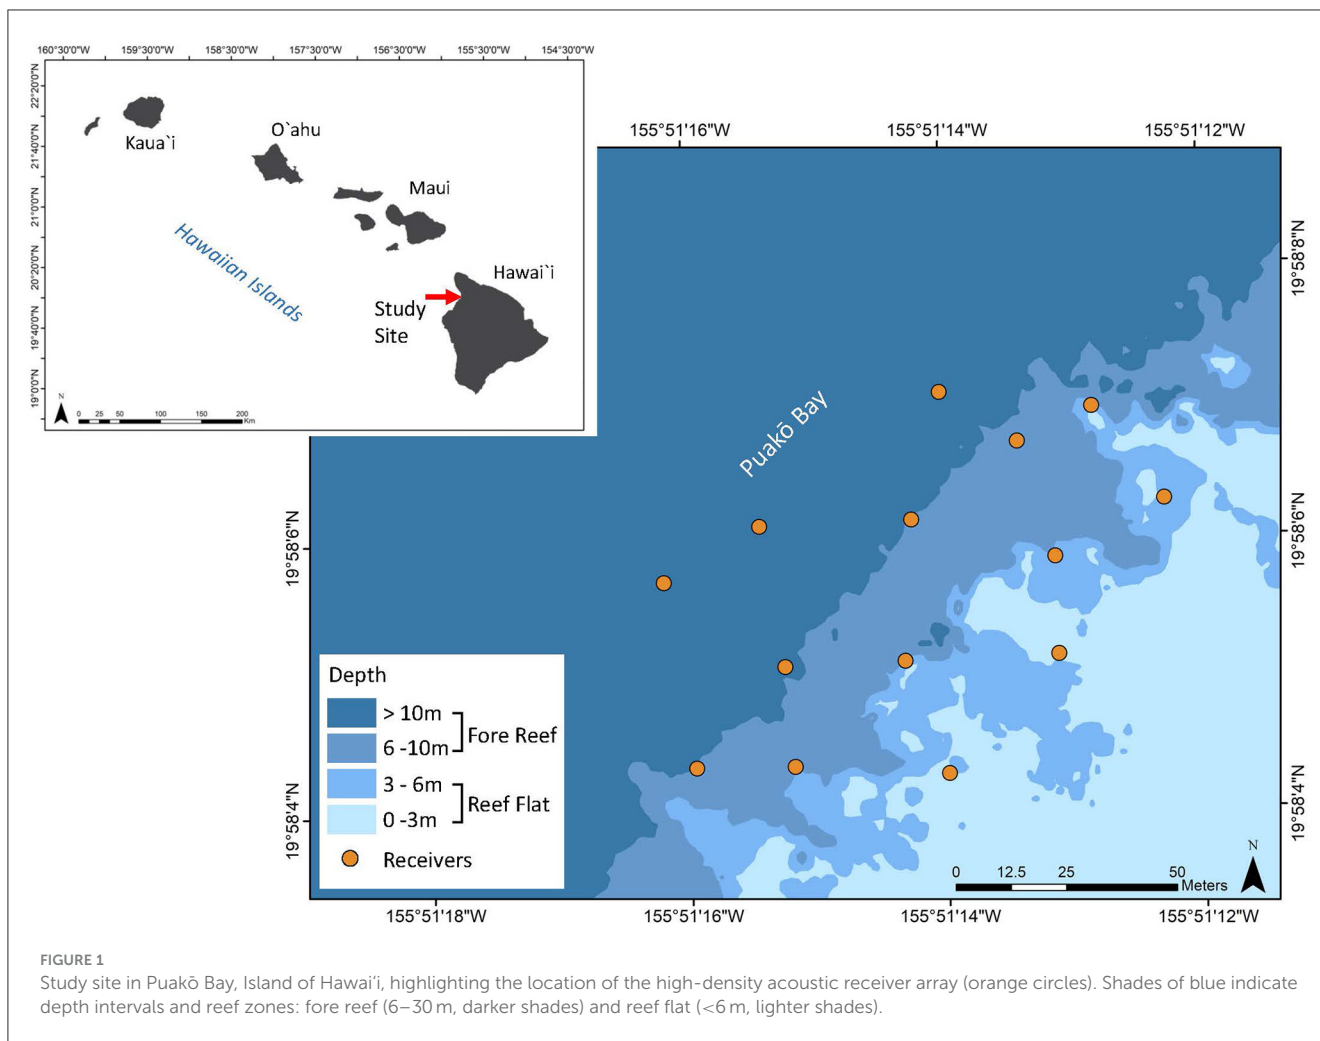 160°30'0"W 159°30'0"W 158°30'0"W 157°30'0"W 156°30'0"W 155°30'0"W 154°30'0"W
22°20'0"N
21°40'0"N
21°0'0"N
20°20'0"N
19°40'0"N
19°0'0"N
Kaua`i
O`ahu
Maui
Hawai`i
Hawaiian Islands
Study
Site
N
0 25 50 100 150 200
Km
155°51'16"W 155°51'14"W 155°51'12"W
19°58'8"N
19°58'6"N
19°58'4"N
Puakō Bay
19°58'6"N
19°58'4"N
Depth
> 10m
6 -10m
Fore Reef
3 - 6m
0 -3m
Reef Flat
Receivers
0 12.5 25 50
Meters
N
155°51'18"W 155°51'16"W 155°51'14"W 155°51'12"W
FIGURE 1
Study site in Puakō Bay, Island of Hawai‘i, highlighting the location of the high-density acoustic receiver array (orange circles). Shades of blue indicate
depth intervals and reef zones: fore reef (6–30 m, darker shades) and reef flat (<6 m, lighter shades).